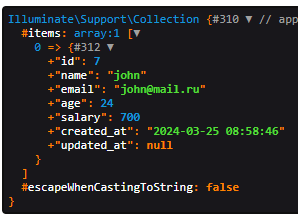 Illuminate\Support\Collection {#310 ▼ // app
#items: array:1 [▼
0 => {#312 ▼
+"id": 7
+"name": "john"
+"email": "john@mail.ru"
+"age": 24
+"salary": 700
+"created_at": "2024-03-25 08:58:46"
+"updated_at": null
}
]
#escapeWhenCastingToString: false
}